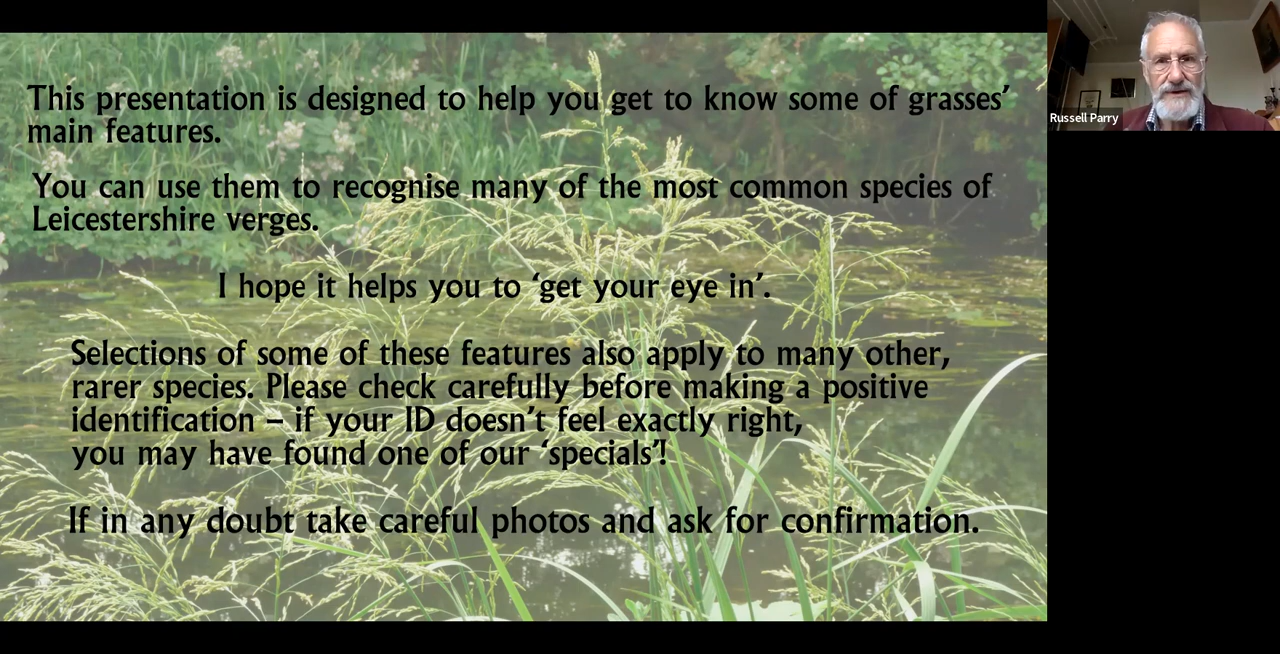 This presentation is designed to help you get to know some of grasses’
main features.
You can use them to recognise many of the most common species of
Leicestershire verges.
I hope it helps you to ‘get your eye in’.
Selections of some of these features also apply to many other,
rarer species. Please check carefully before making a positive
identification – if your ID doesn’t feel exactly right,
you may have found one of our ‘specials’!
If in any doubt take careful photos and ask for confirmation.
Russell Parry